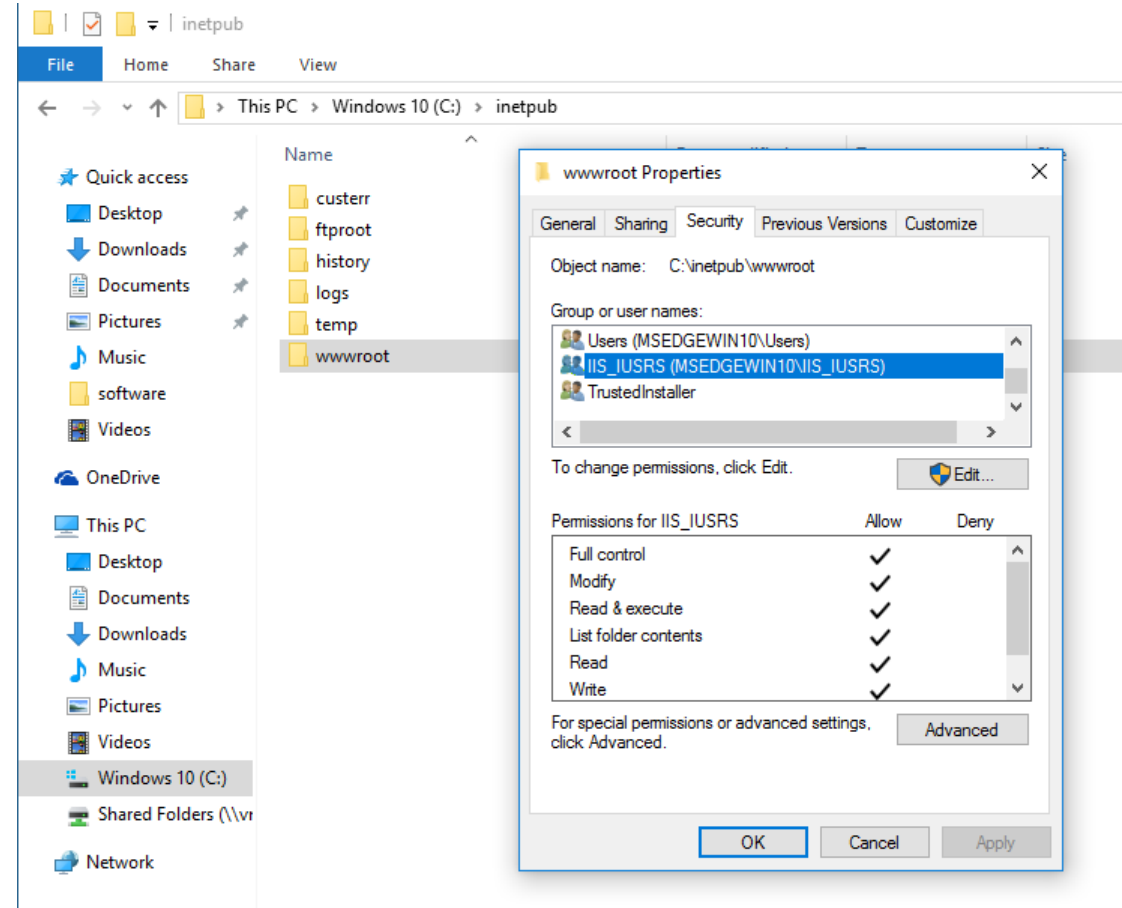 inetpub
File Home Share View
This PC > Windows 10 (C:) > inetpub
Quick access
Desktop
Downloads
Documents
Pictures
Music
software
Videos
OneDrive
This PC
Desktop
Documents
Downloads
Music
Pictures
Videos
Windows 10 (C:)
Shared Folders (\\vr
Network
Name
custerr
ftproot
history
logs
temp
wwwroot
wwwroot Properties
General Sharing Security Previous Versions Customize
Object name: C:\inetpub\wwwroot
Group or user names:
Users (MSEDGEWIN10\Users)
IIS_IUSRS (MSEDGEWIN10\IIS_IUSRS)
TrustedInstaller
To change permissions, click Edit.
Edit...
Permissions for IIS_IUSRS Allow Deny
Full control
Modify
Read & execute
List folder contents
Read
Write
For special permissions or advanced settings,
click Advanced.
Advanced
OK Cancel Apply